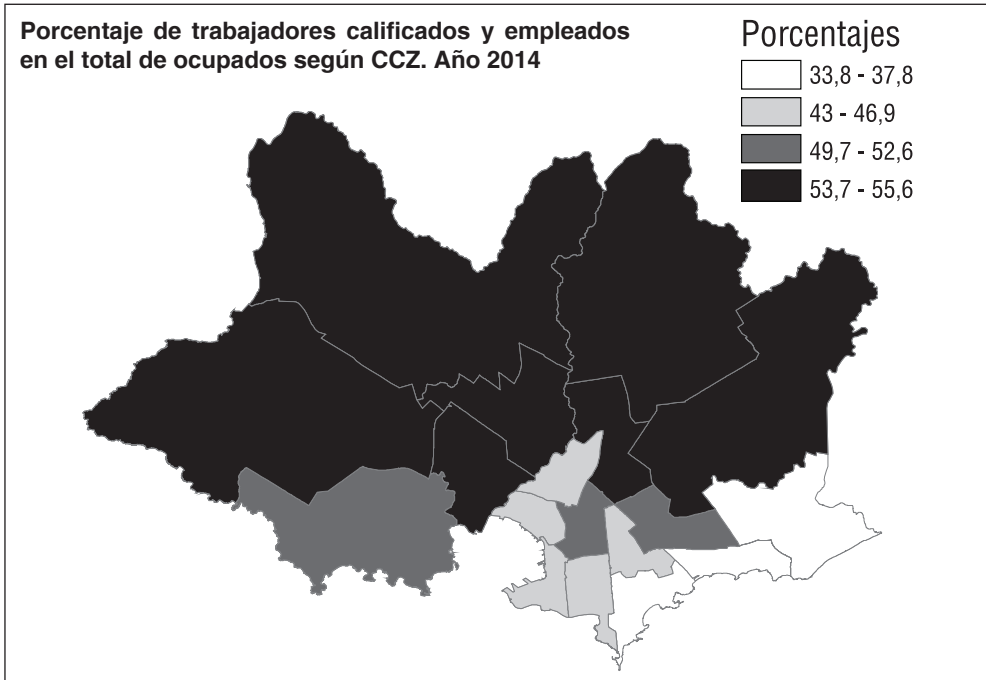 Porcentaje de trabajadores calificados y empleados
en el total de ocupados según CCZ. Año 2014
Porcentajes
33,8 - 37,8
43 - 46,9
49,7 - 52,6
53,7 - 55,6